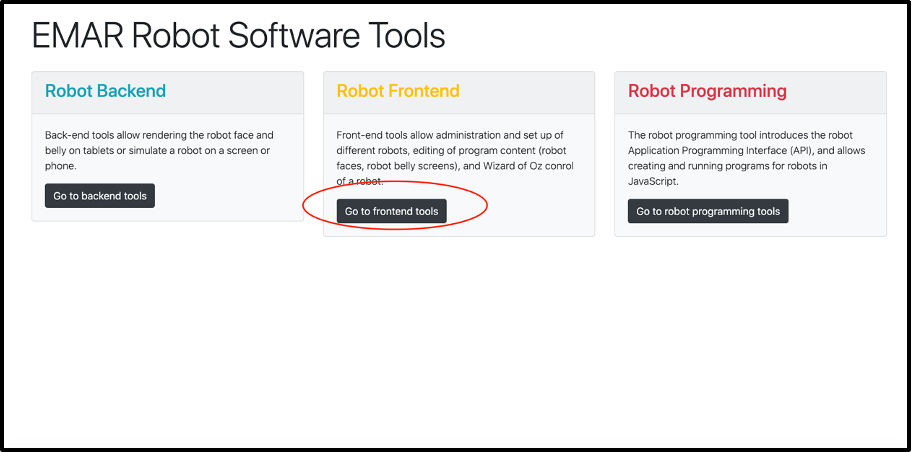 EMAR Robot Software Tools
Robot Backend
Back-end tools allow rendering the robot face and
belly on tablets or simulate a robot on a screen or
phone.
Go to backend tools
Robot Frontend
Front-end tools allow administration and set up of
different robots, editing of program content (robot
faces, robot belly screens), and Wizard of Oz conrol
of a robot.
Go to frontend tools
Robot Programming
The robot programming tool introduces the robot
Application Programming Interface (API), and allows
creating and running programs for robots in
JavaScript.
Go to robot programming tools